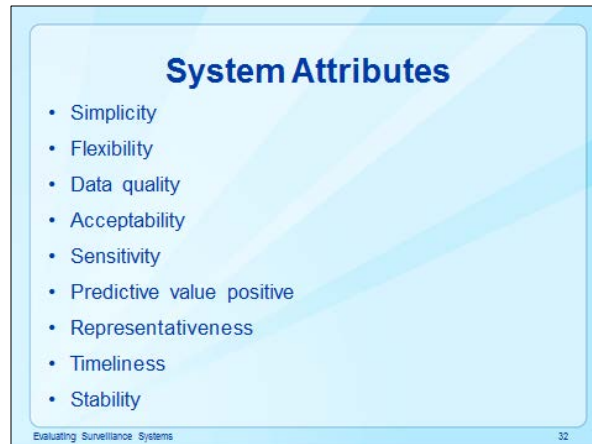 System Attributes
• Simplicity
• Flexibility
• Data quality
• Acceptability
• Sensitivity
• Predictive value positive
• Representativeness
• Timeliness
• Stability
Evaluating Surveillance Systems 32